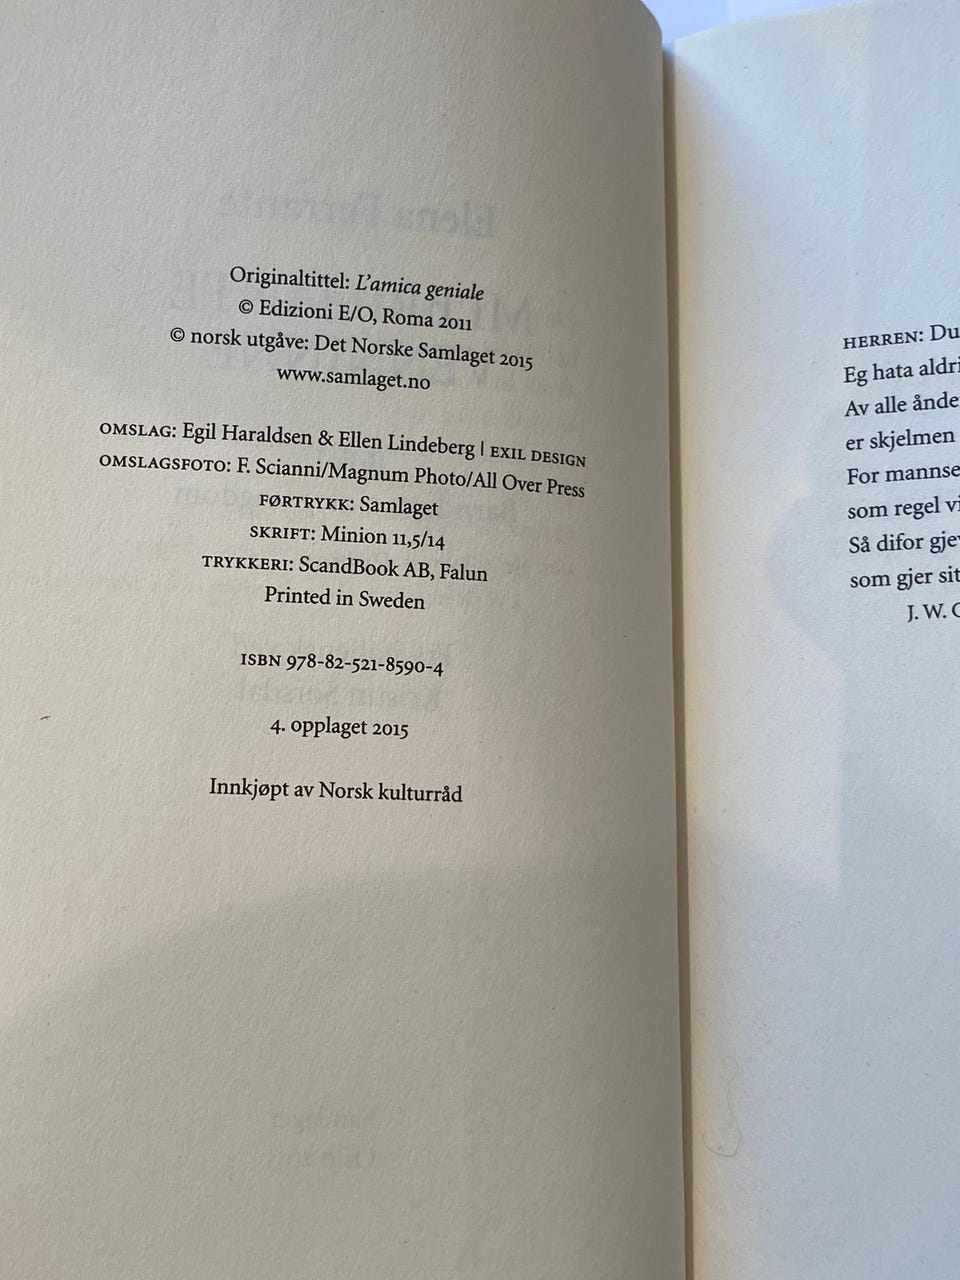 Originaltittel: L'amica geniale
© Edizioni E/O, Roma 2011
© norsk utgåve: Det Norske Samlaget 2015
www.samlaget.no
OMSLAG: Egil Haraldsen & Ellen Lindeberg | EXIL DESIGN
OMSLAGSFOTO: F. Scianni/Magnum Photo/All Over Press
FØRTRYKK: Samlaget
SKRIFT: Minion 11,5/14
TRYKKERI: ScandBook AB, Falun
Printed in Sweden
ISBN 978-82-521-8590-4
4. opplaget 2015
Innkjøpt av Norsk kulturråd
HERREN: Du
Eg hata aldri
Av alle ånde
er skjelmen
For mannse
som regel vi
Så difor gje
som gjer sit
J. W.